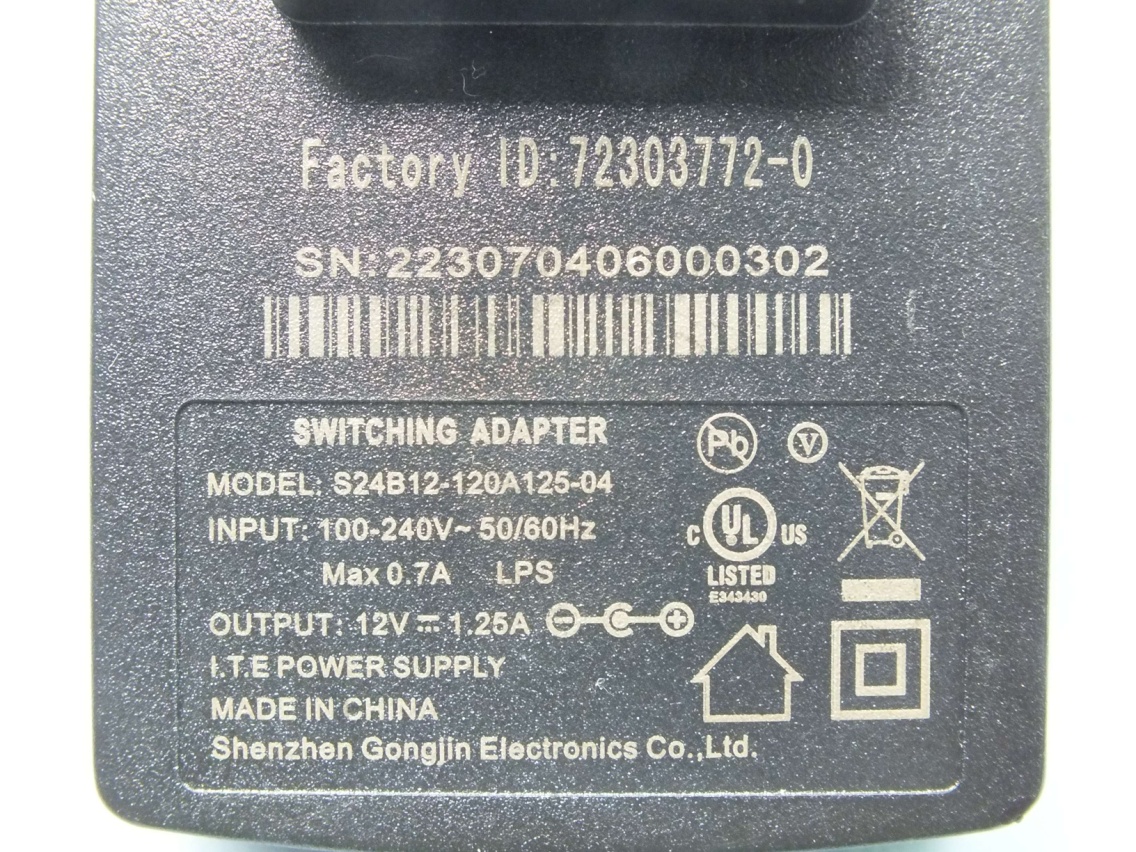 Factory ID:72303772-0
SN:223070406000302
SWITCHING ADAPTER
MODEL: S24B12-120A125-04
INPUT: 100-240V~ 50/60Hz
Max 0.7A LPS
OUTPUT: 12V⎓1.25A
I.T.E POWER SUPPLY
MADE IN CHINA
Shenzhen Gongjin Electronics Co.,Ltd.
Pb
V
C UL US
LISTED
E343430